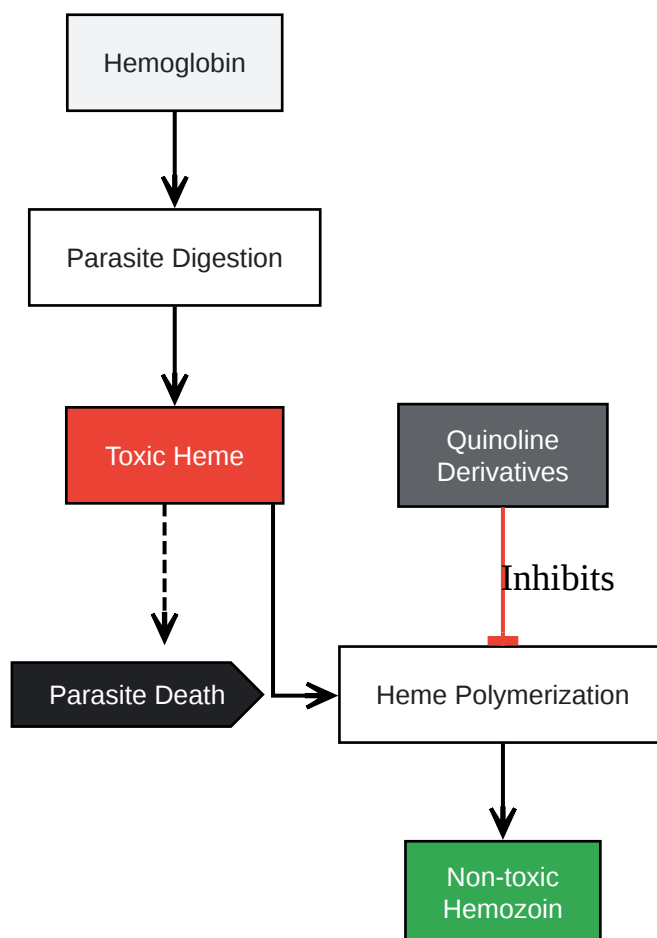 Hemoglobin
Parasite Digestion
Toxic Heme
Quinoline
Derivatives
Inhibits
Parasite Death
Heme Polymerization
Non-toxic
Hemozoin